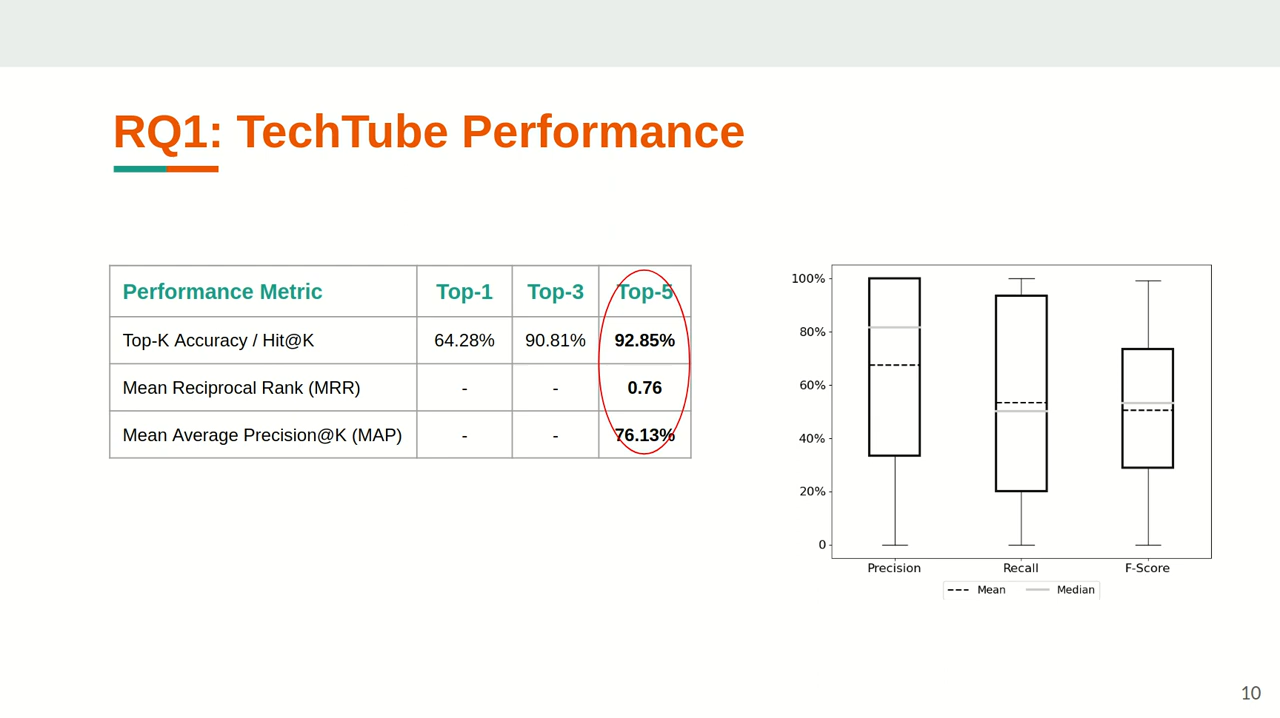 RQ1: TechTube Performance
Performance Metric Top-1 Top-3 Top-5
Top-K Accuracy / Hit@K 64.28% 90.81% 92.85%
Mean Reciprocal Rank (MRR) - - 0.76
Mean Average Precision@K (MAP) - - 76.13%
100%
80%
60%
40%
20%
0
Precision Recall F-Score
Mean Median
10